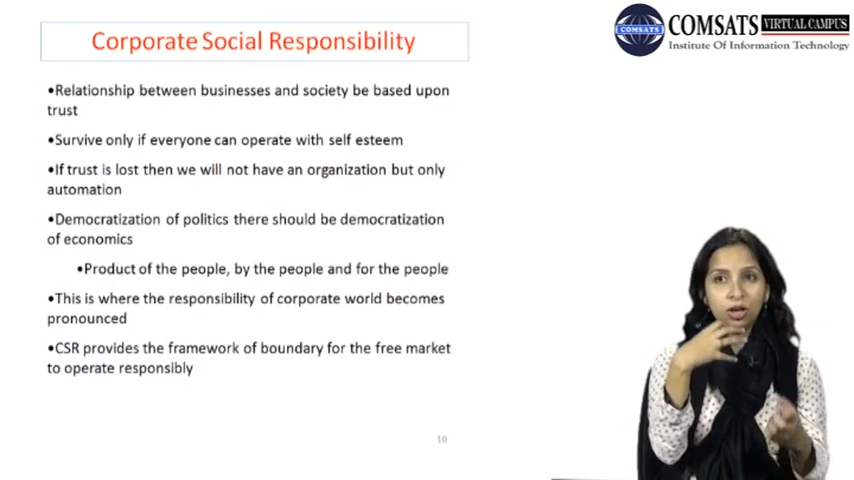 Corporate Social Responsibility
•Relationship between businesses and society be based upon
trust
•Survive only if everyone can operate with self esteem
•If trust is lost then we will not have an organization but only
automation
•Democratization of politics there should be democratization
of economics
•Product of the people, by the people and for the people
•This is where the responsibility of corporate world becomes
pronounced
•CSR provides the framework of boundary for the free market
to operate responsibly
10
COMSATS
COMSATS VIRTUAL CAMPUS
Institute Of Information Technology